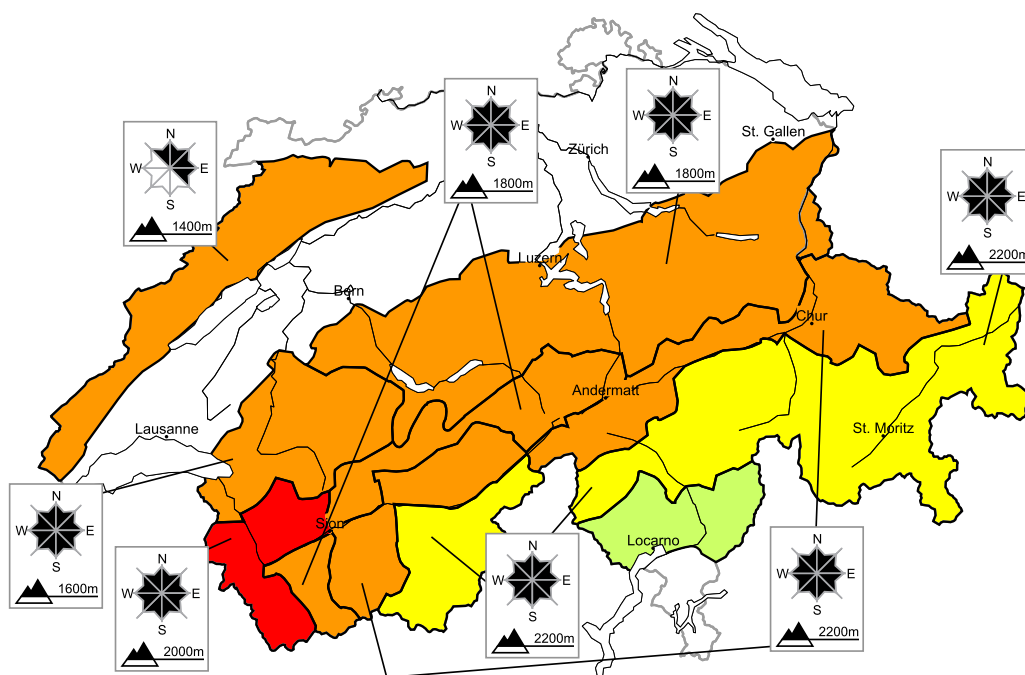 N
W E
S
1400m
N
W E
S
1800m
N
W E
S
1800m
N
W E
S
2200m
St. Gallen
Zürich
Luzern
Bern
Chur
Andermatt
Lausanne
St. Moritz
Sion
Locarno
N
W E
S
1600m
N
W E
S
2000m
N
W E
S
2200m
N
W E
S
2200m